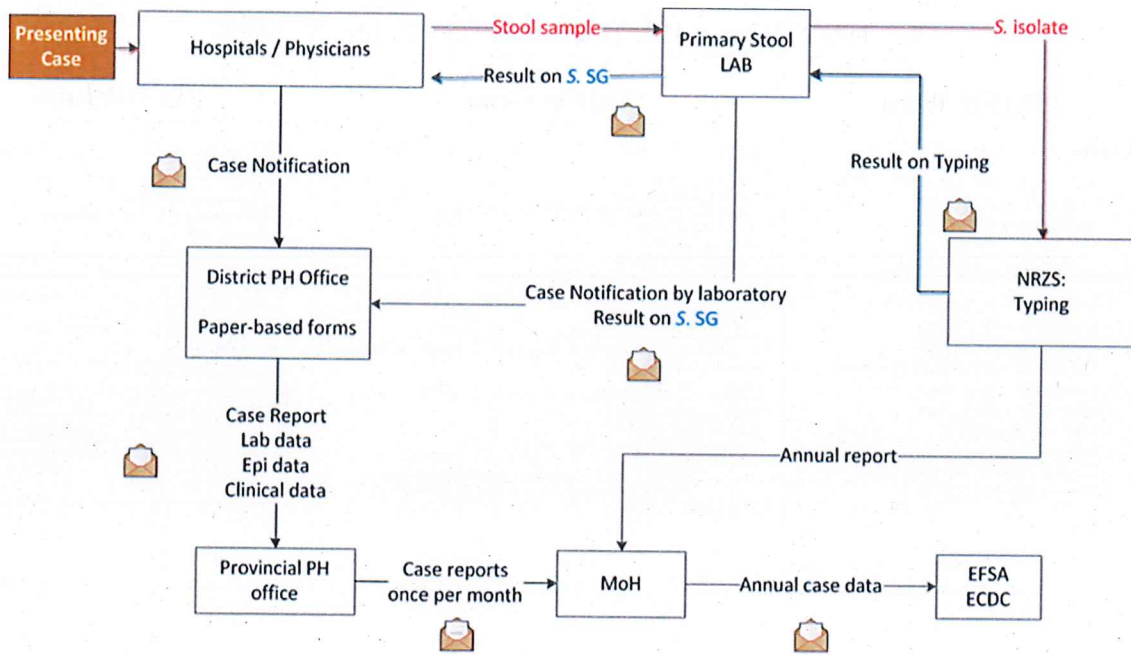 Presenting
Case
Hospitals / Physicians
Stool sample
Primary Stool
LAB
S. isolate
Result on S. SG
Case Notification
Result on Typing
District PH Office
Paper-based forms
Case Notification by laboratory
Result on S. SG
NRZS:
Typing
Case Report
Lab data
Epi data
Clinical data
Annual report
Provincial PH
office
Case reports
once per month
MoH
Annual case data
EFSA
ECDC